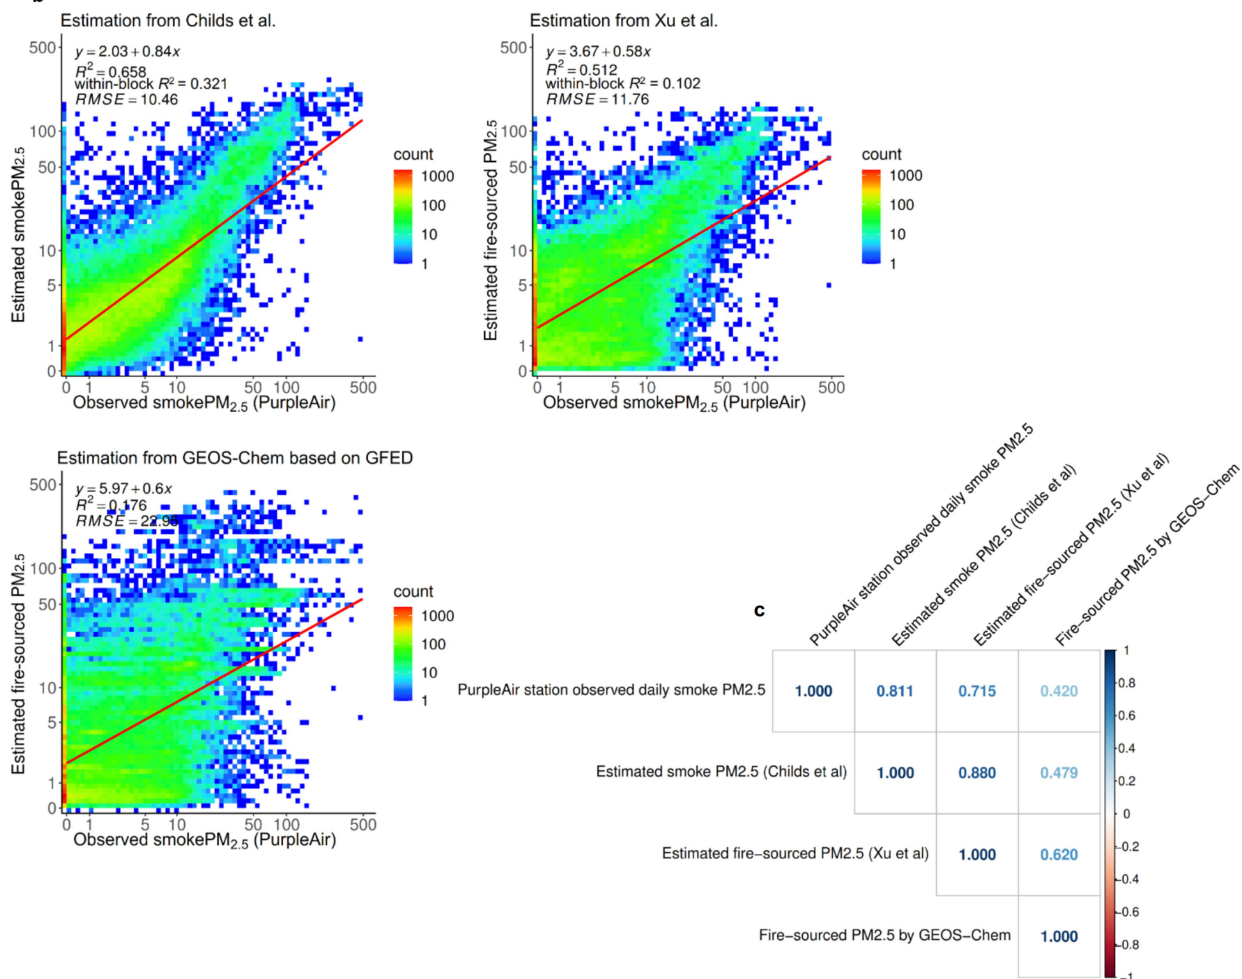 b
Estimation from Childs et al.
500
100
50
10
5
1
0
Estimated smokePM2.5
y = 2.03 + 0.84x
R2 = 0.658
within-block R2 = 0.321
RMSE = 10.46
0 1 5 10 50 100 500
Observed smokePM2.5 (PurpleAir)
count
1000
100
10
1
Estimation from Xu et al.
500
100
50
10
5
1
0
Estimated fire-sourced PM2.5
y = 3.67 + 0.58x
R2 = 0.512
within-block R2 = 0.102
RMSE = 11.76
0 1 5 10 50 100 500
Observed smokePM2.5 (PurpleAir)
count
1000
100
10
1
Estimation from GEOS-Chem based on GFED
500
100
50
10
5
1
0
Estimated fire-sourced PM2.5
y = 5.97 + 0.6x
R2 = 0.176
RMSE = 22.95
0 1 5 10 50 100 500
Observed smokePM2.5 (PurpleAir)
count
1000
100
10
1
c
PurpleAir station observed daily smoke PM2.5
Estimated smoke PM2.5 (Childs et al)
Estimated fire−sourced PM2.5 (Xu et al)
Fire−sourced PM2.5 by GEOS−Chem
PurpleAir station observed daily smoke PM2.5 1.000 0.811 0.715 0.420
Estimated smoke PM2.5 (Childs et al) 1.000 0.880 0.479
Estimated fire−sourced PM2.5 (Xu et al) 1.000 0.620
Fire−sourced PM2.5 by GEOS−Chem 1.000
1
0.8
0.6
0.4
0.2
0
−0.2
−0.4
−0.6
−0.8
−1